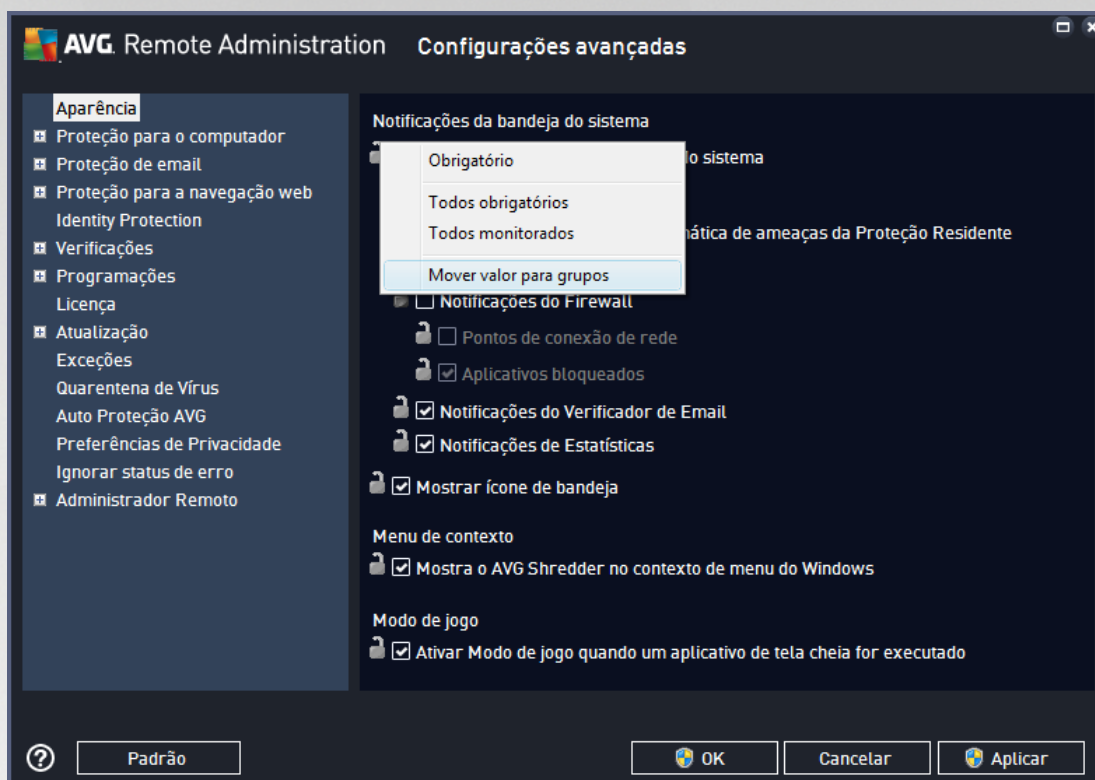 AVG. Remote Administration Configurações avançadas
Aparência
Proteção para o computador
Proteção de email
Proteção para a navegação web
Identity Protection
Verificações
Programações
Licença
Atualização
Exceções
Quarentena de Vírus
Auto Proteção AVG
Preferências de Privacidade
Ignorar status de erro
Administrador Remoto
Notificações da bandeja do sistema
do sistema
Obrigatório
Todos obrigatórios
Todos monitorados
Mover valor para grupos
de ameaças da Proteção Residente
Notificações do Firewall
Pontos de conexão de rede
Aplicativos bloqueados
Notificações do Verificador de Email
Notificações de Estatísticas
Mostrar ícone de bandeja
Menu de contexto
Mostra o AVG Shredder no contexto de menu do Windows
Modo de jogo
Ativar Modo de jogo quando um aplicativo de tela cheia for executado
Padrão
OK
Cancelar
Aplicar